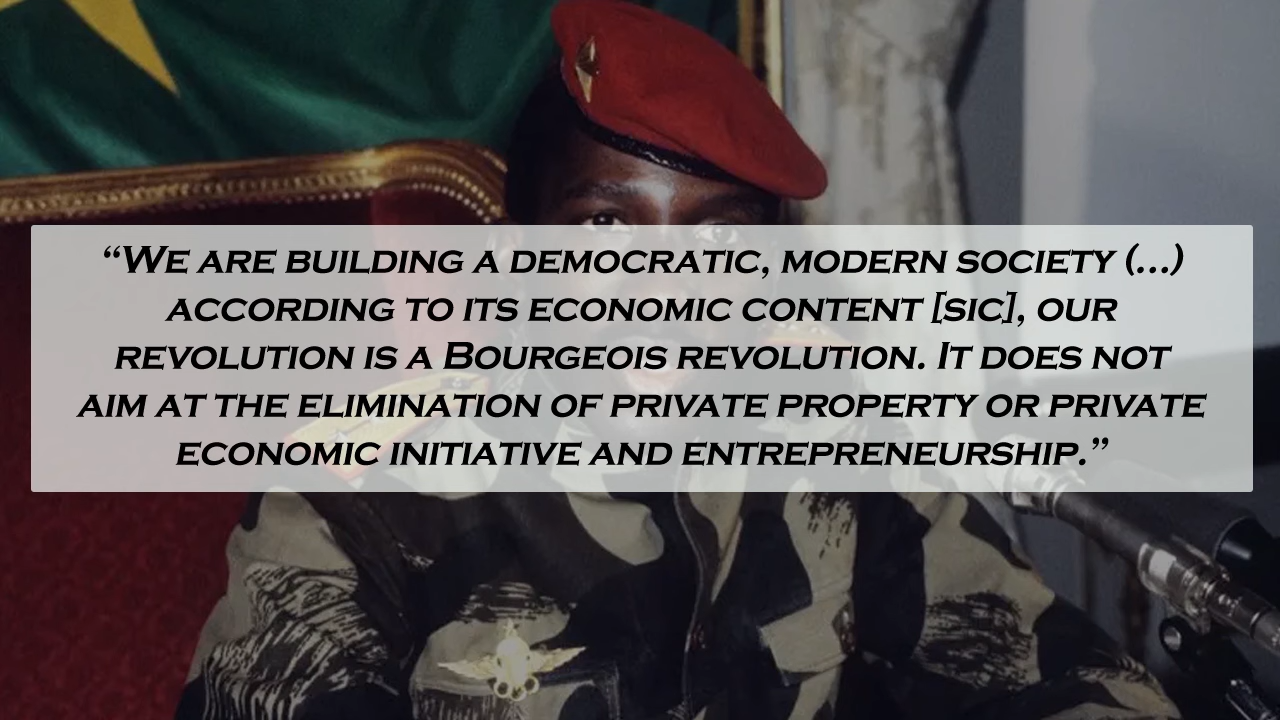 “We are building a democratic, modern society (...)
according to its economic content [sic], our
revolution is a Bourgeois revolution. It does not
aim at the elimination of private property or private
economic initiative and entrepreneurship.”